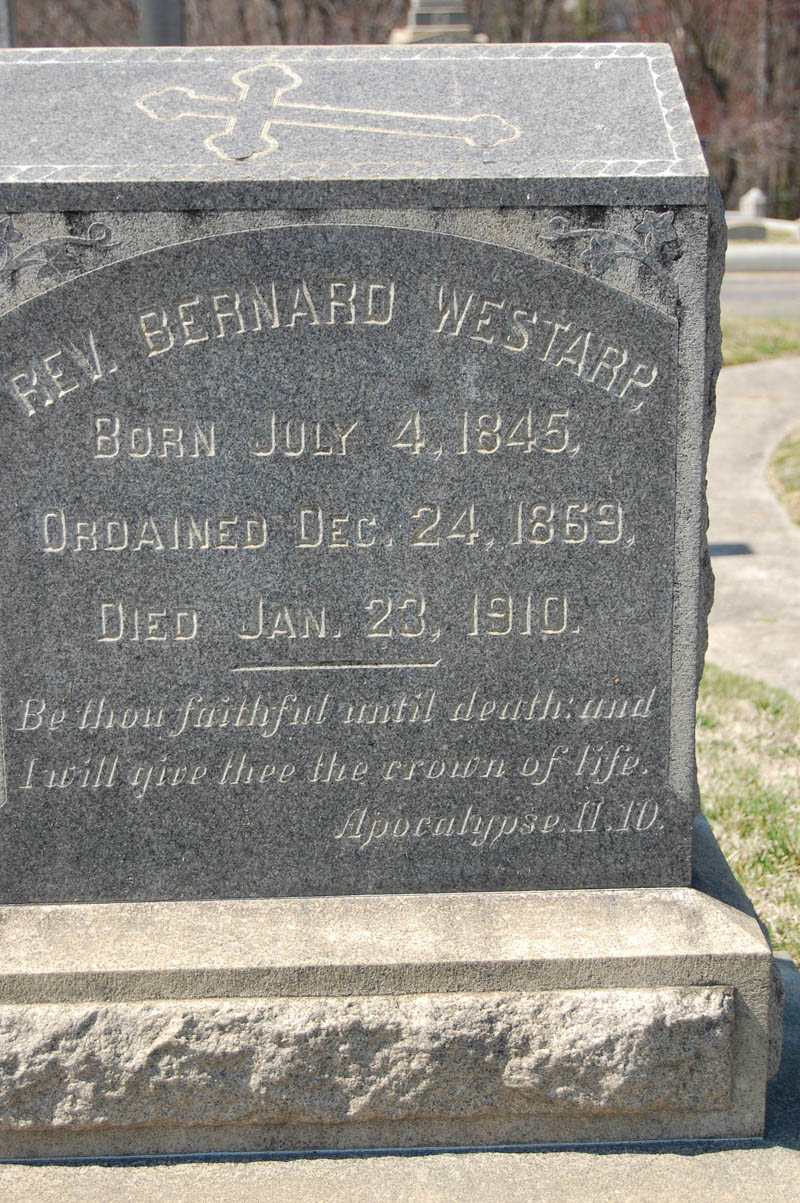 REV. BERNARD WESTARP,
BORN JULY 4, 1845,
ORDAINED DEC. 24, 1869,
DIED JAN. 23, 1910.
Be thou faithful until death: and
I will give thee the crown of life.
Apocalypse. II. 10.